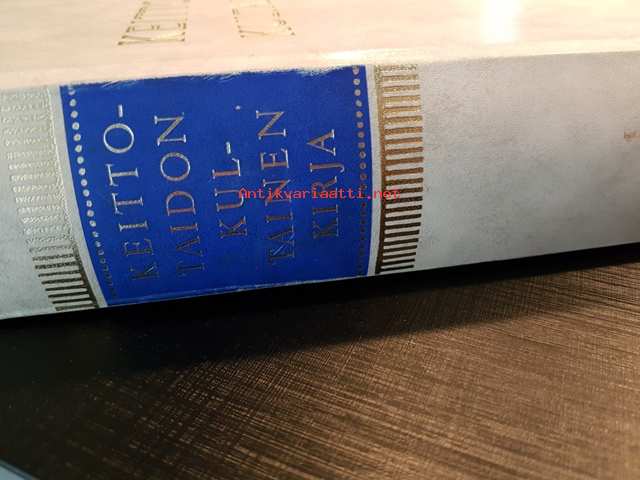 KEITTO-
TAIDON
KUL-
TAINEN
KIRJA
Antikvariaatti.net